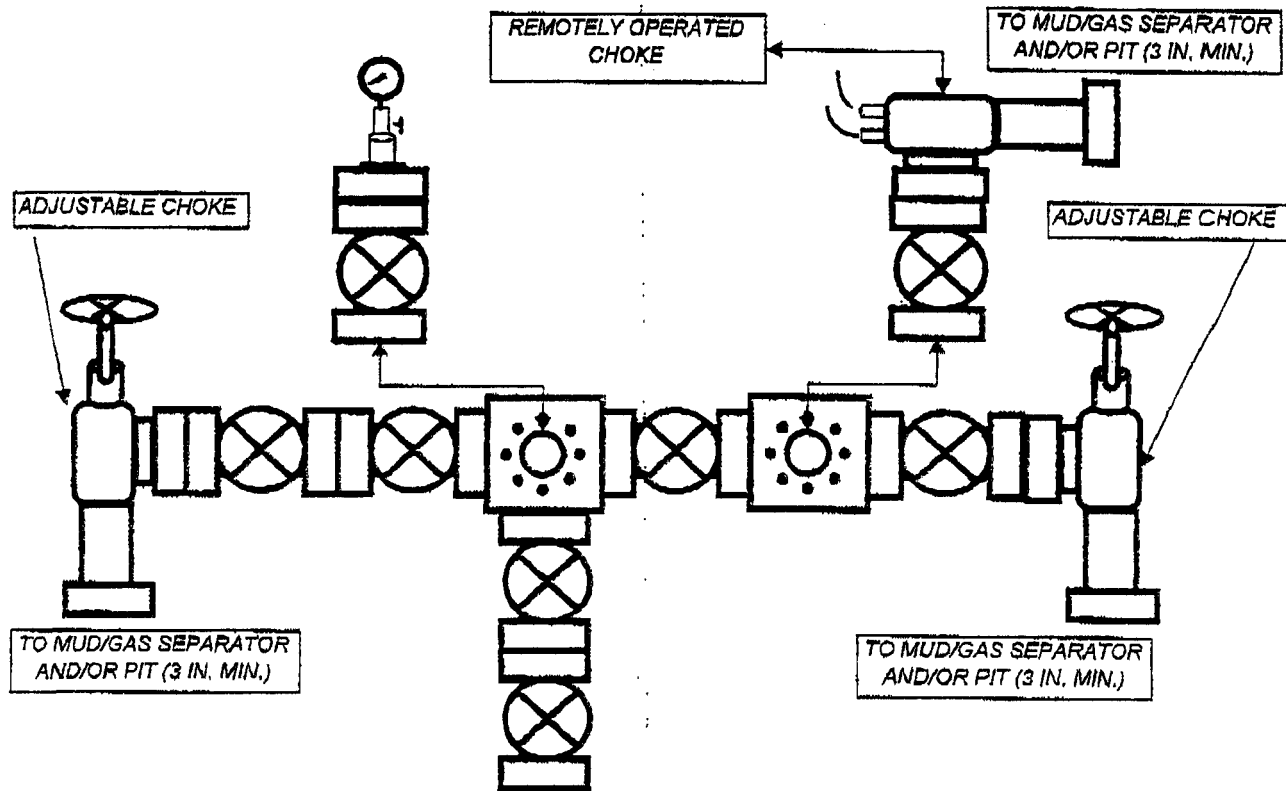 REMOTELY OPERATED
CHOKE
TO MUD/GAS SEPARATOR
AND/OR PIT (3 IN. MIN.)
ADJUSTABLE CHOKE
ADJUSTABLE CHOKE
TO MUD/GAS SEPARATOR
AND/OR PIT (3 IN. MIN.)
TO MUD/GAS SEPARATOR
AND/OR PIT (3 IN. MIN.)